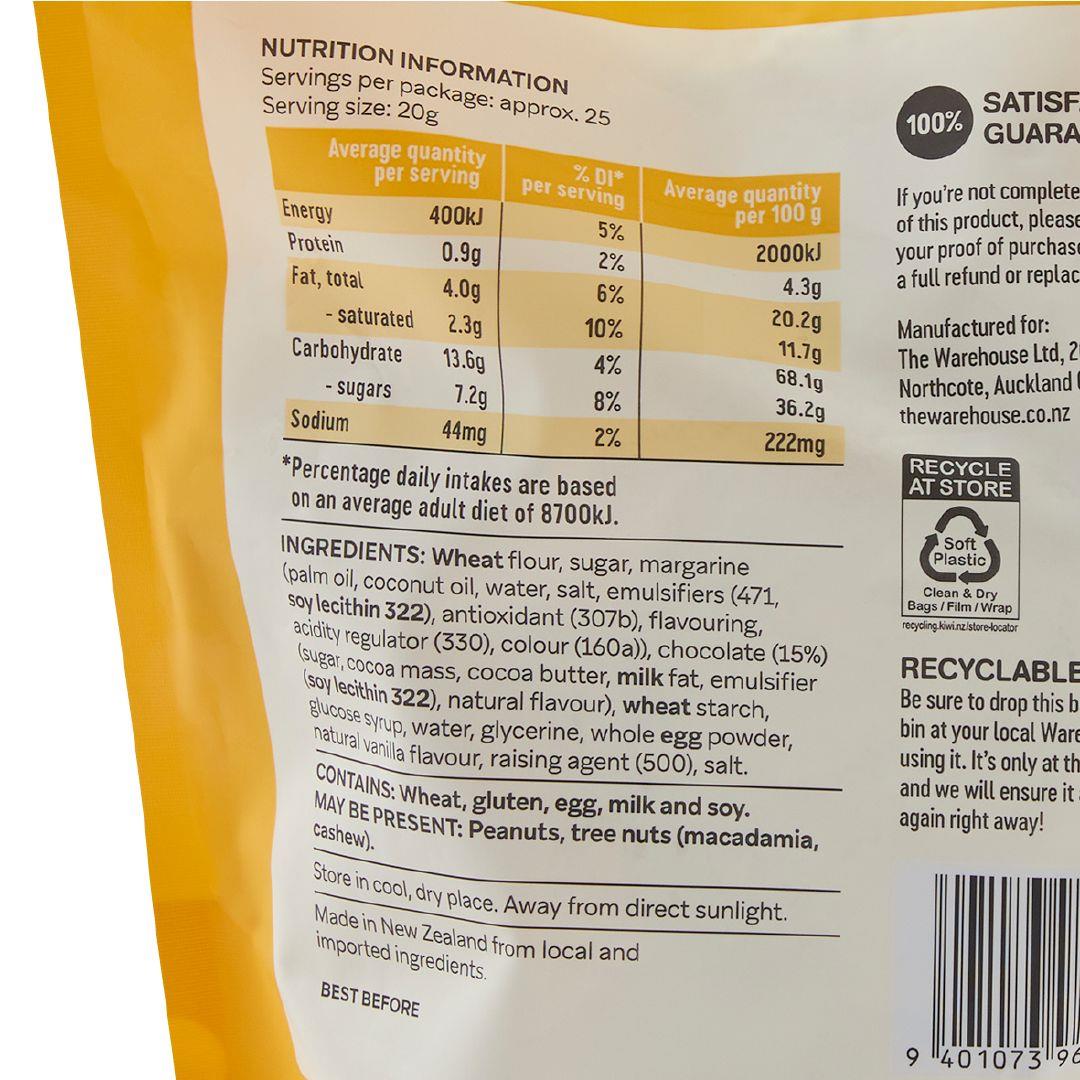 NUTRITION INFORMATION
Servings per package: approx. 25
Serving size: 20g
Average quantity per serving % DI* per serving Average quantity per 100 g
Energy 400kJ 5% 2000kJ
Protein 0.9g 2% 4.3g
Fat, total 4.0g 6% 20.2g
- saturated 2.3g 10% 11.7g
Carbohydrate 13.6g 4% 68.1g
- sugars 7.2g 8% 36.2g
Sodium 44mg 2% 222mg
*Percentage daily intakes are based
on an average adult diet of 8700kJ.
INGREDIENTS: Wheat flour, sugar, margarine
(palm oil, coconut oil, water, salt, emulsifiers (471,
soy lecithin 322), antioxidant (307b), flavouring,
acidity regulator (330), colour (160a)), chocolate (15%)
(sugar, cocoa mass, cocoa butter, milk fat, emulsifier
(soy lecithin 322), natural flavour), wheat starch,
glucose syrup, water, glycerine, whole egg powder,
natural vanilla flavour, raising agent (500), salt.
CONTAINS: Wheat, gluten, egg, milk and soy.
MAY BE PRESENT: Peanuts, tree nuts (macadamia,
cashew).
Store in cool, dry place. Away from direct sunlight.
Made in New Zealand from local and
imported ingredients.
BEST BEFORE
100%
SATISF
GUARA
If you're not complete
of this product, please
your proof of purchase
a full refund or replac
Manufactured for:
The Warehouse Ltd, 2
Northcote, Auckland
thewarehouse.co.nz
RECYCLE
AT STORE
Soft
Plastic
Clean & Dry
Bags / Film / Wrap
recycling.kiwi.nz/store-locator
RECYCLABLE
Be sure to drop this b
bin at your local Ware
using it. It's only at th
and we will ensure it
again right away!
9 401073 96